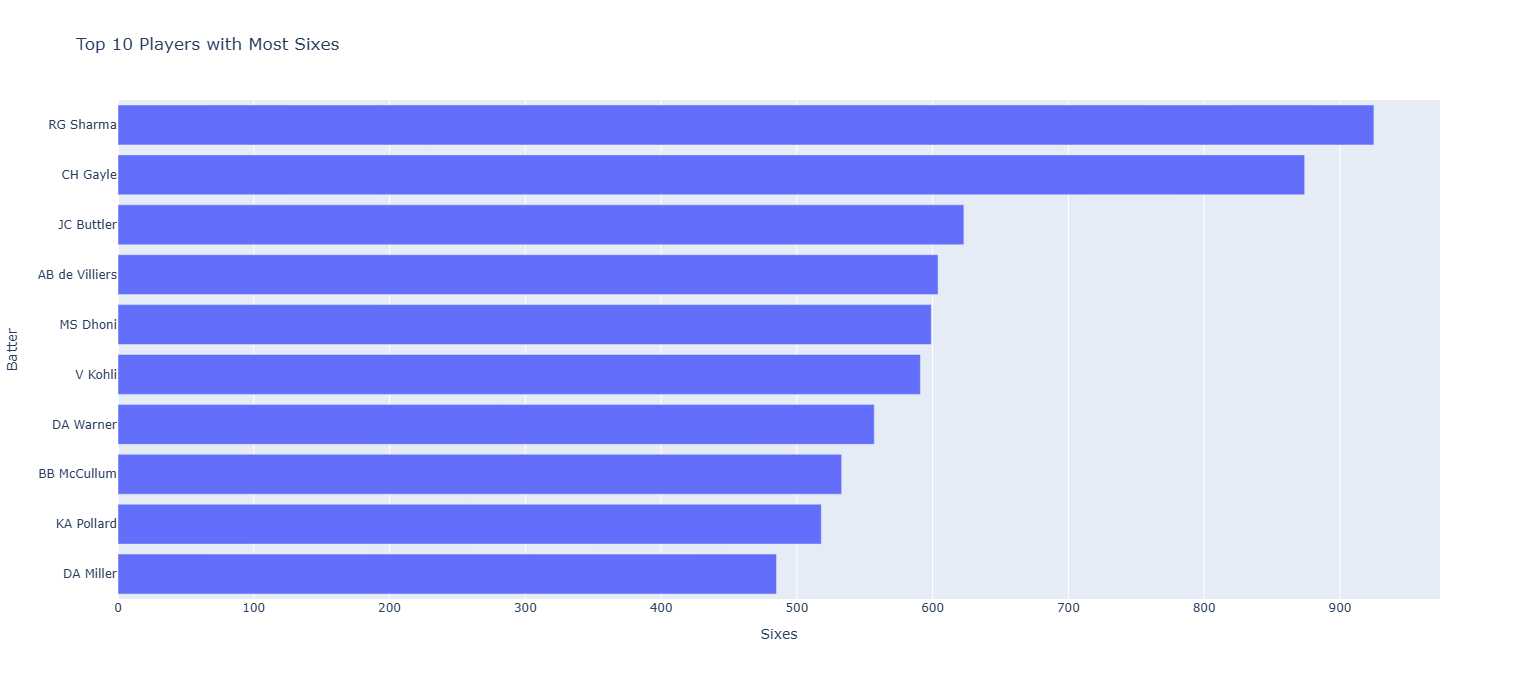 Top 10 Players with Most Sixes
RG Sharma
CH Gayle
JC Buttler
AB de Villiers
MS Dhoni
V Kohli
DA Warner
BB McCullum
KA Pollard
DA Miller
Batter
0 100 200 300 400 500 600 700 800 900
Sixes